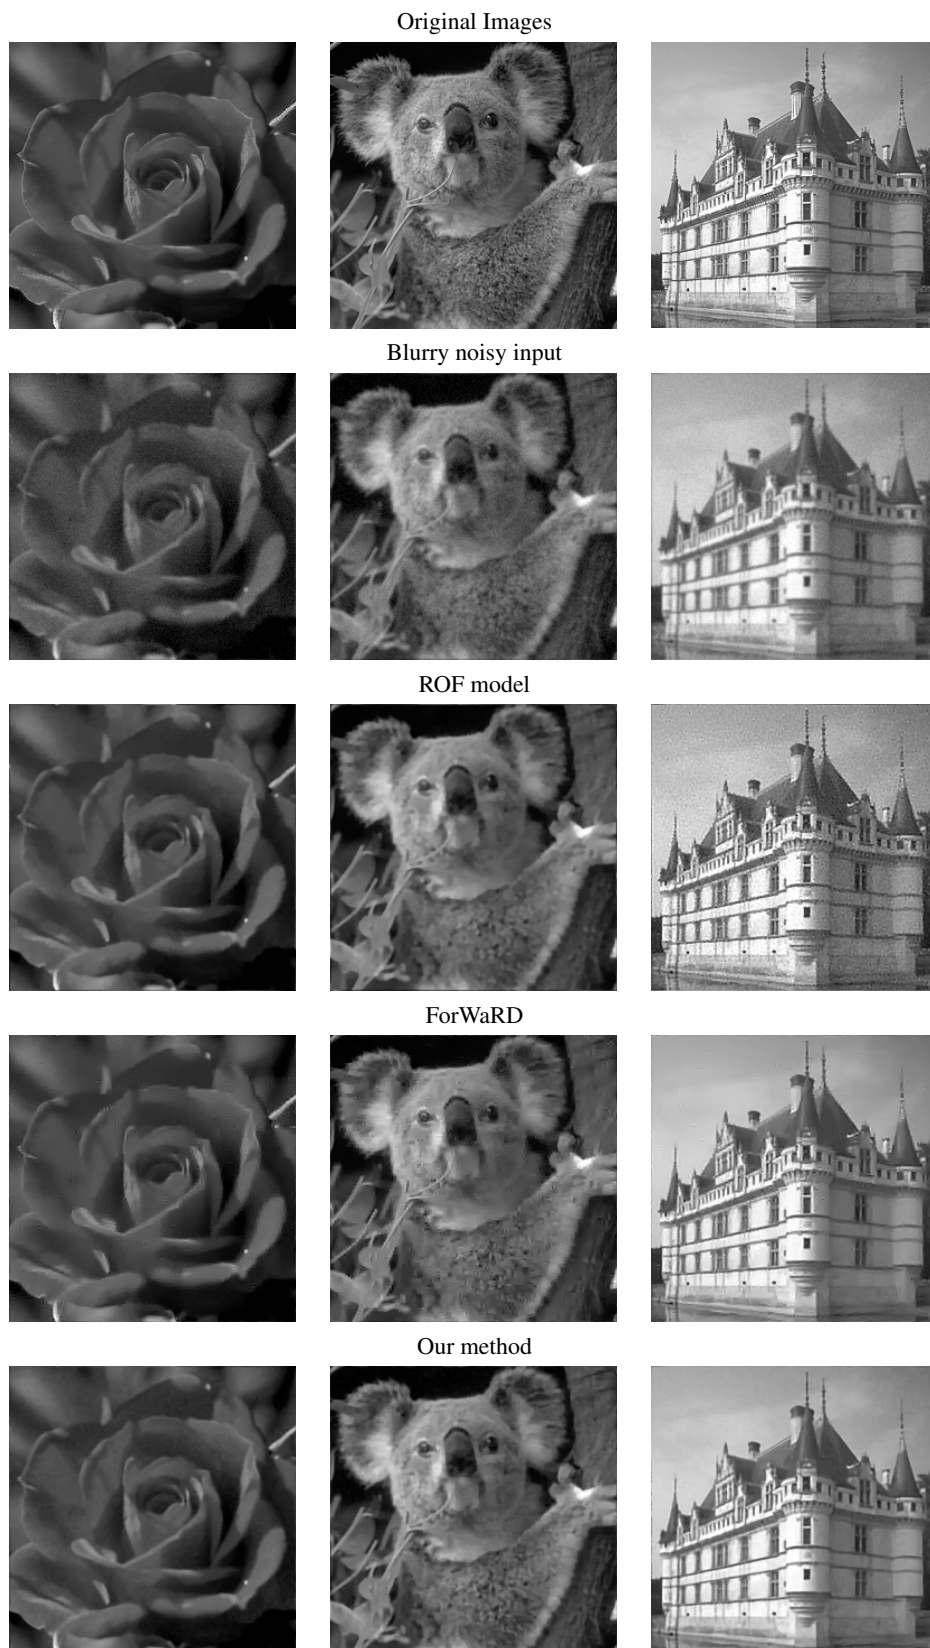 Original Images
Blurry noisy input
ROF model
ForWaRD
Our method